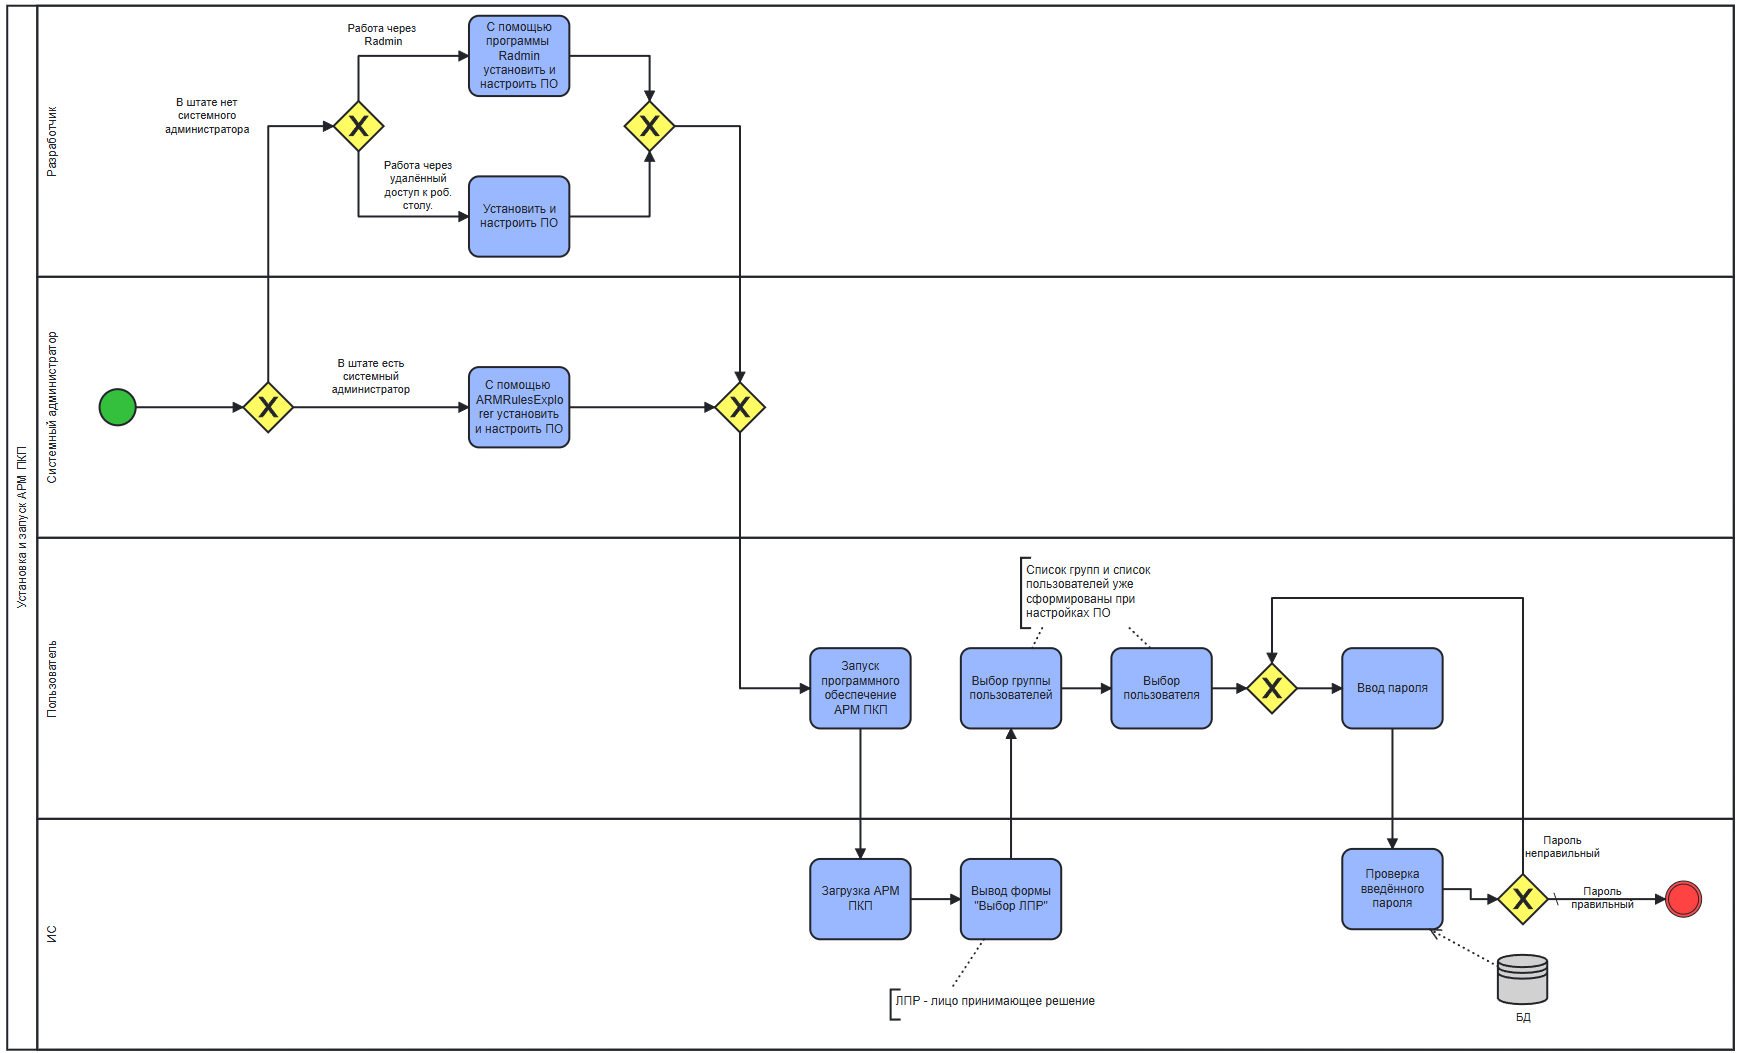 Установка и запуск АРМ ПКП
Разработчик
В штате нет
системного
администратора
Работа через
Radmin
С помощью
программы
Radmin
установить и
настроить ПО
Работа через
удалённый
доступ к роб.
столу.
Установить и
настроить ПО
Системный администратор
В штате есть
системный
администратор
С помощью
ARMRulesExplo
rer установить
и настроить ПО
Пользователь
Запуск
программного
обеспечение
АРМ ПКП
Список групп и список
пользователей уже
сформированы при
настройках ПО
Выбор группы
пользователей
Выбор
пользователя
Ввод пароля
ИС
Загрузка АРМ
ПКП
Вывод формы
"Выбор ЛПР"
ЛПР - лицо принимающее решение
Проверка
введённого
пароля
Пароль
неправильный
Пароль
правильный
БД